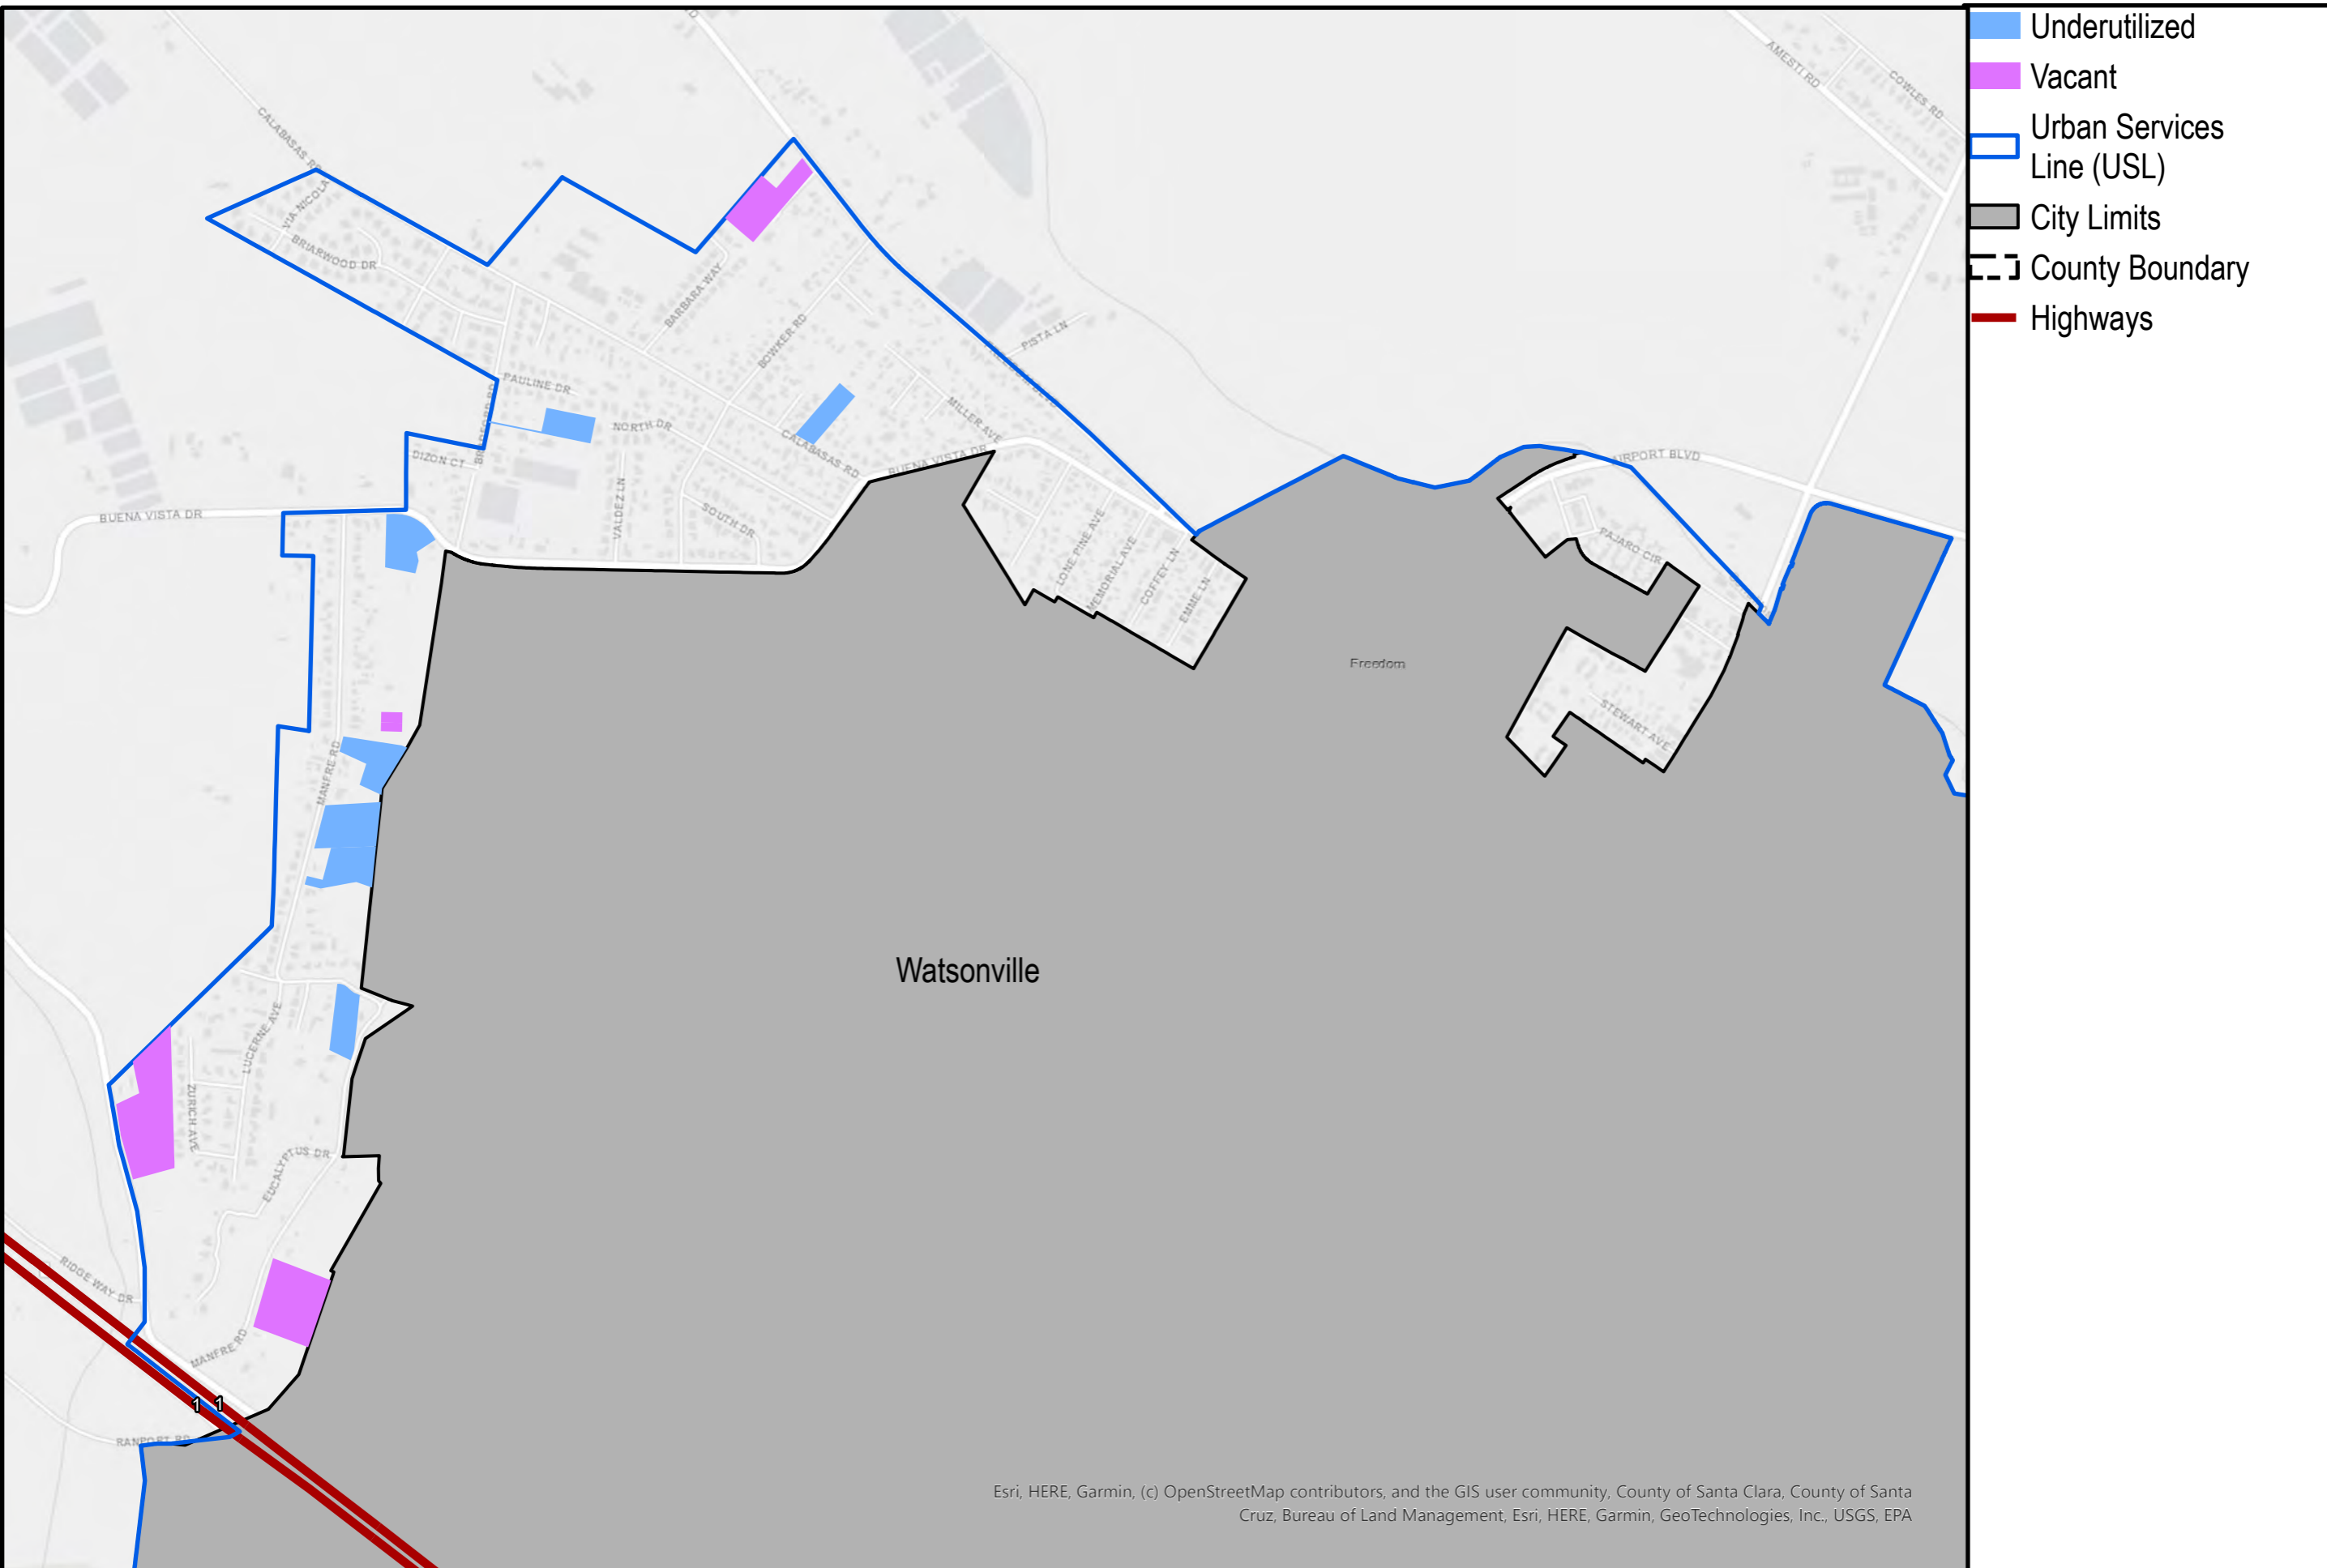 Underutilized
Vacant
Urban Services
Line (USL)
City Limits
County Boundary
Highways
AMESTI RD
COWLES RD
CALABASAS RD
VIA NICOLA
BRIARWOOD DR
BARBARA WAY
BOWKER RD
PISTA LN
PAULINE DR
NORTH DR
MILLER AVE
CALABASAS RD
BUENA VISTA DR
DIZON CT
AIRPORT BLVD
BUENA VISTA DR
VALDEZ LN
SOUTH DR
LONE PINE AVE
MEMORIAL AVE
COFFEY LN
EMME LN
PAJARO CIR
Freedom
STEWART AVE
MANFRE RD
Watsonville
LUCERNE AVE
ZURICH AVE
EUCALYPTUS DR
RIDGE WAY DR
MANFRE RD
1 1
RANPORT RD
Esri, HERE, Garmin, (c) OpenStreetMap contributors, and the GIS user community, County of Santa Clara, County of Santa
Cruz, Bureau of Land Management, Esri, HERE, Garmin, GeoTechnologies, Inc., USGS, EPA